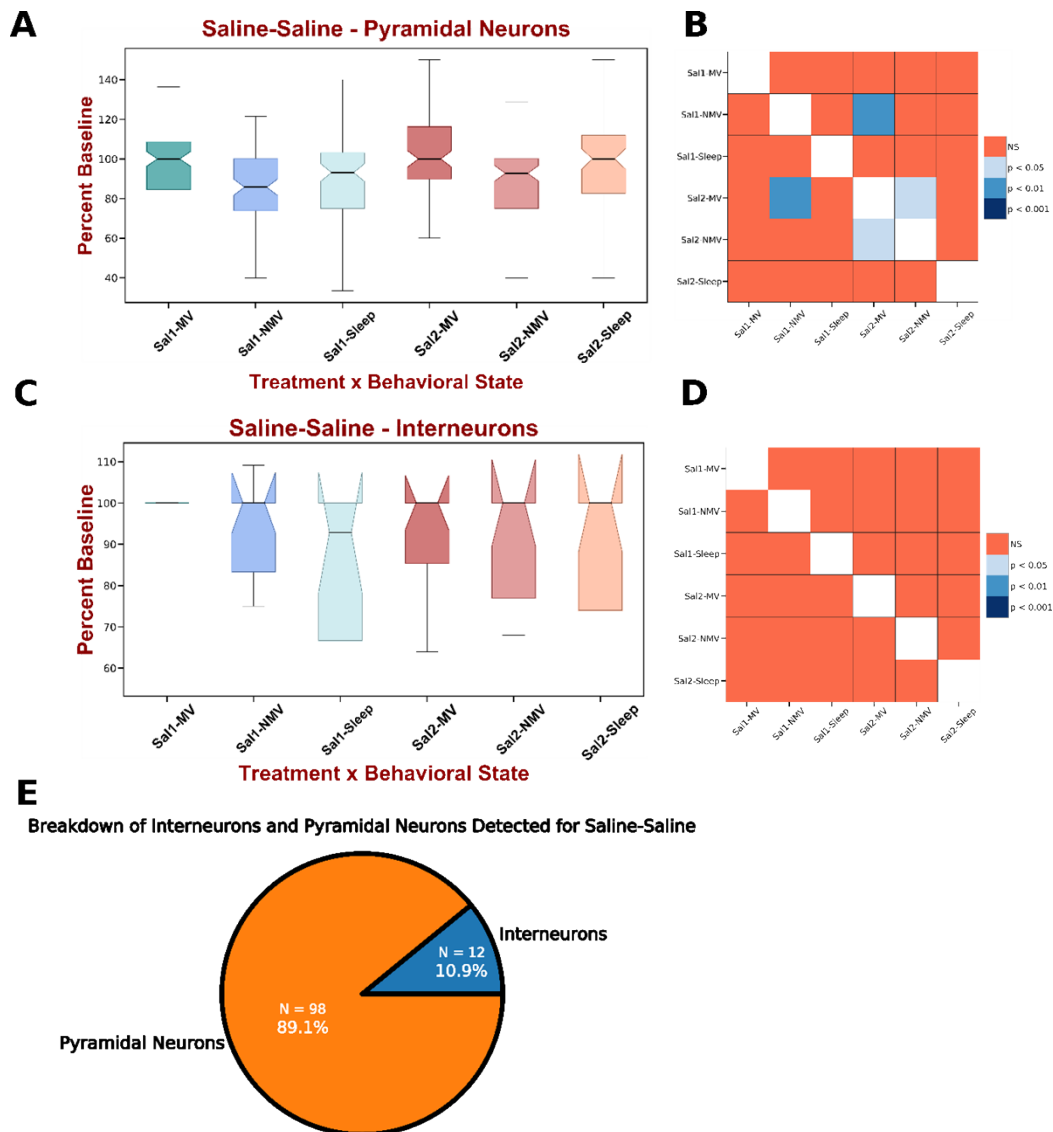 A
Saline-Saline - Pyramidal Neurons
Percent Baseline
140
120
100
80
60
40
Sal1-MV
Sal1-NMV
Sal1-Sleep
Sal2-MV
Sal2-NMV
Sal2-Sleep
Treatment x Behavioral State
B
Sal1-MV
Sal1-NMV
Sal1-Sleep
Sal2-MV
Sal2-NMV
Sal2-Sleep
Sal1-MV
Sal1-NMV
Sal1-Sleep
Sal2-MV
Sal2-NMV
Sal2-Sleep
NS
p < 0.05
p < 0.01
p < 0.001
C
Saline-Saline - Interneurons
Percent Baseline
110
100
90
80
70
60
Sal1-MV
Sal1-NMV
Sal1-Sleep
Sal2-MV
Sal2-NMV
Sal2-Sleep
Treatment x Behavioral State
D
Sal1-MV
Sal1-NMV
Sal1-Sleep
Sal2-MV
Sal2-NMV
Sal2-Sleep
Sal1-MV
Sal1-NMV
Sal1-Sleep
Sal2-MV
Sal2-NMV
Sal2-Sleep
NS
p < 0.05
p < 0.01
p < 0.001
E
Breakdown of Interneurons and Pyramidal Neurons Detected for Saline-Saline
Interneurons
N = 12
10.9%
N = 98
89.1%
Pyramidal Neurons